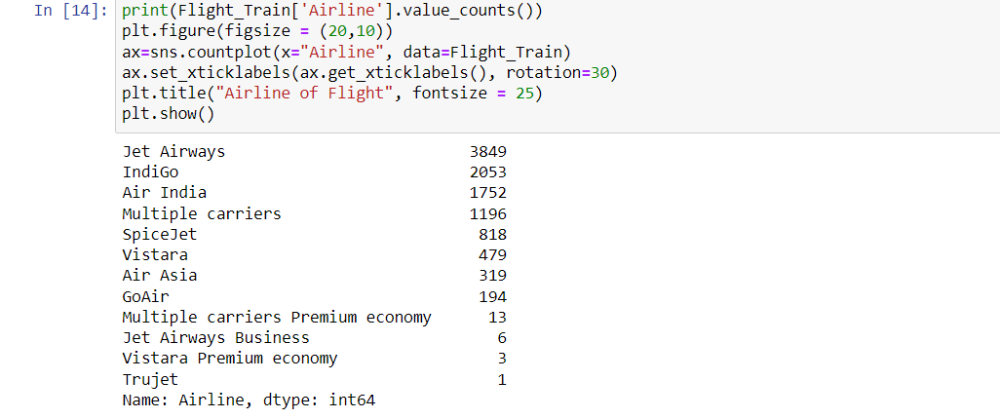 In [14]: print(Flight_Train['Airline'].value_counts())
plt.figure(figsize = (20,10))
ax=sns.countplot(x="Airline", data=Flight_Train)
ax.set_xticklabels(ax.get_xticklabels(), rotation=30)
plt.title("Airline of Flight", fontsize = 25)
plt.show()
Jet Airways 3849
IndiGo 2053
Air India 1752
Multiple carriers 1196
SpiceJet 818
Vistara 479
Air Asia 319
GoAir 194
Multiple carriers Premium economy 13
Jet Airways Business 6
Vistara Premium economy 3
Trujet 1
Name: Airline, dtype: int64